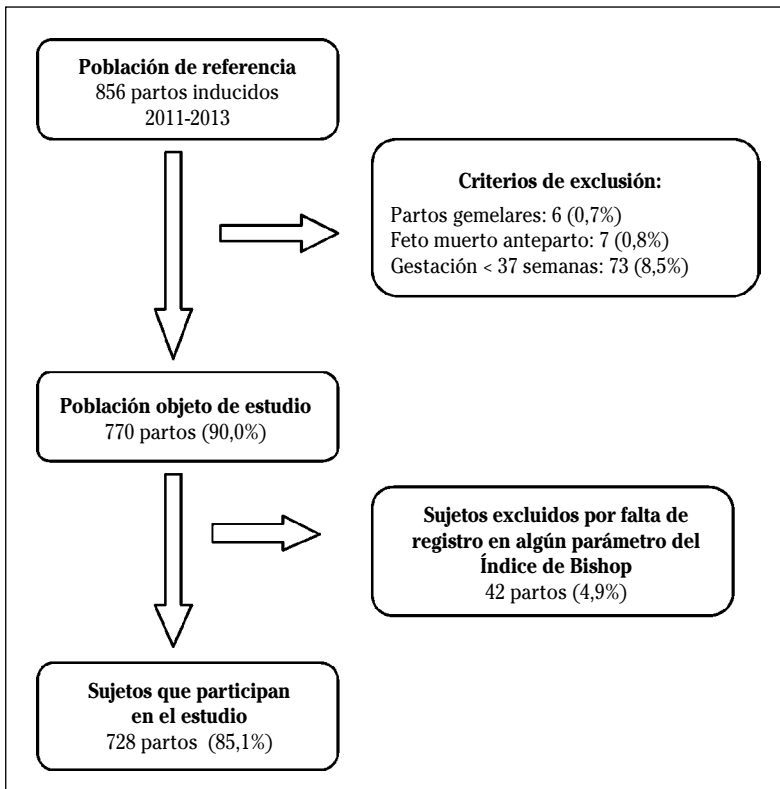 Población de referencia
856 partos inducidos
2011-2013
Criterios de exclusión:
Partos gemelares: 6 (0,7%)
Feto muerto anteparto: 7 (0,8%)
Gestación < 37 semanas: 73 (8,5%)
Población objeto de estudio
770 partos (90,0%)
Sujetos excluidos por falta de
registro en algún parámetro del
Índice de Bishop
42 partos (4,9%)
Sujetos que participan
en el estudio
728 partos (85,1%)